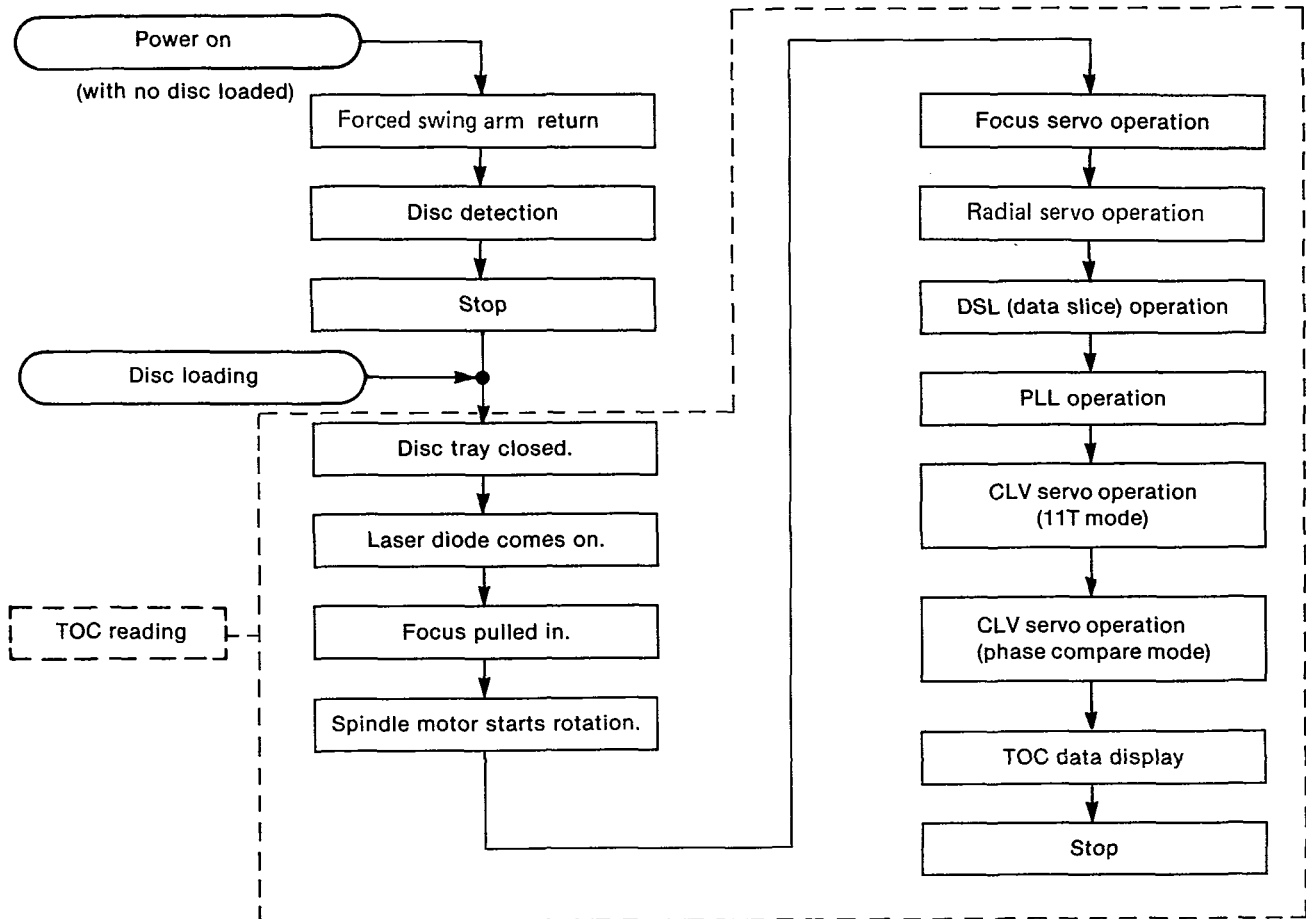 Power on
(with no disc loaded)
Forced swing arm return
Disc detection
Stop
Disc loading
Disc tray closed.
Laser diode comes on.
Focus pulled in.
TOC reading
Spindle motor starts rotation.
Focus servo operation
Radial servo operation
DSL (data slice) operation
PLL operation
CLV servo operation
(11T mode)
CLV servo operation
(phase compare mode)
TOC data display
Stop